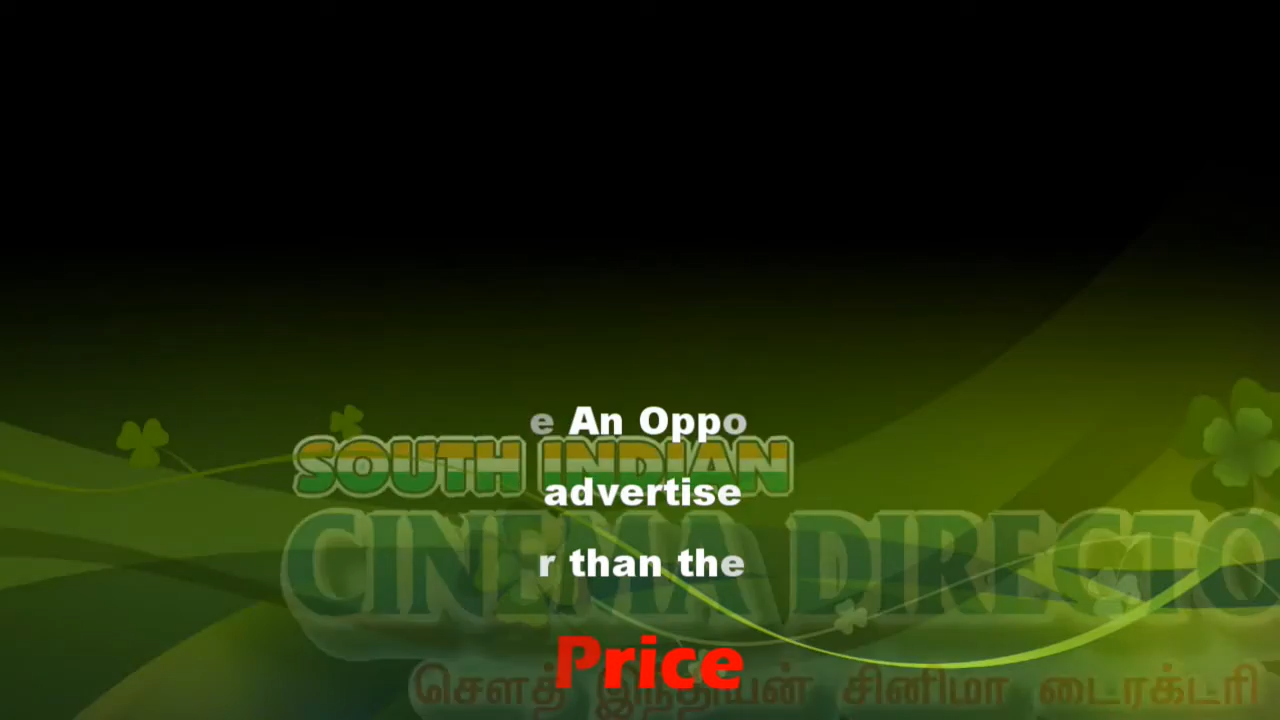 e An Oppo
SOUTH INDIAN
advertise
CINEMA DIRECTO
r than the
Price
சௌத் இந்தியன் சினிமா டைரக்டரி